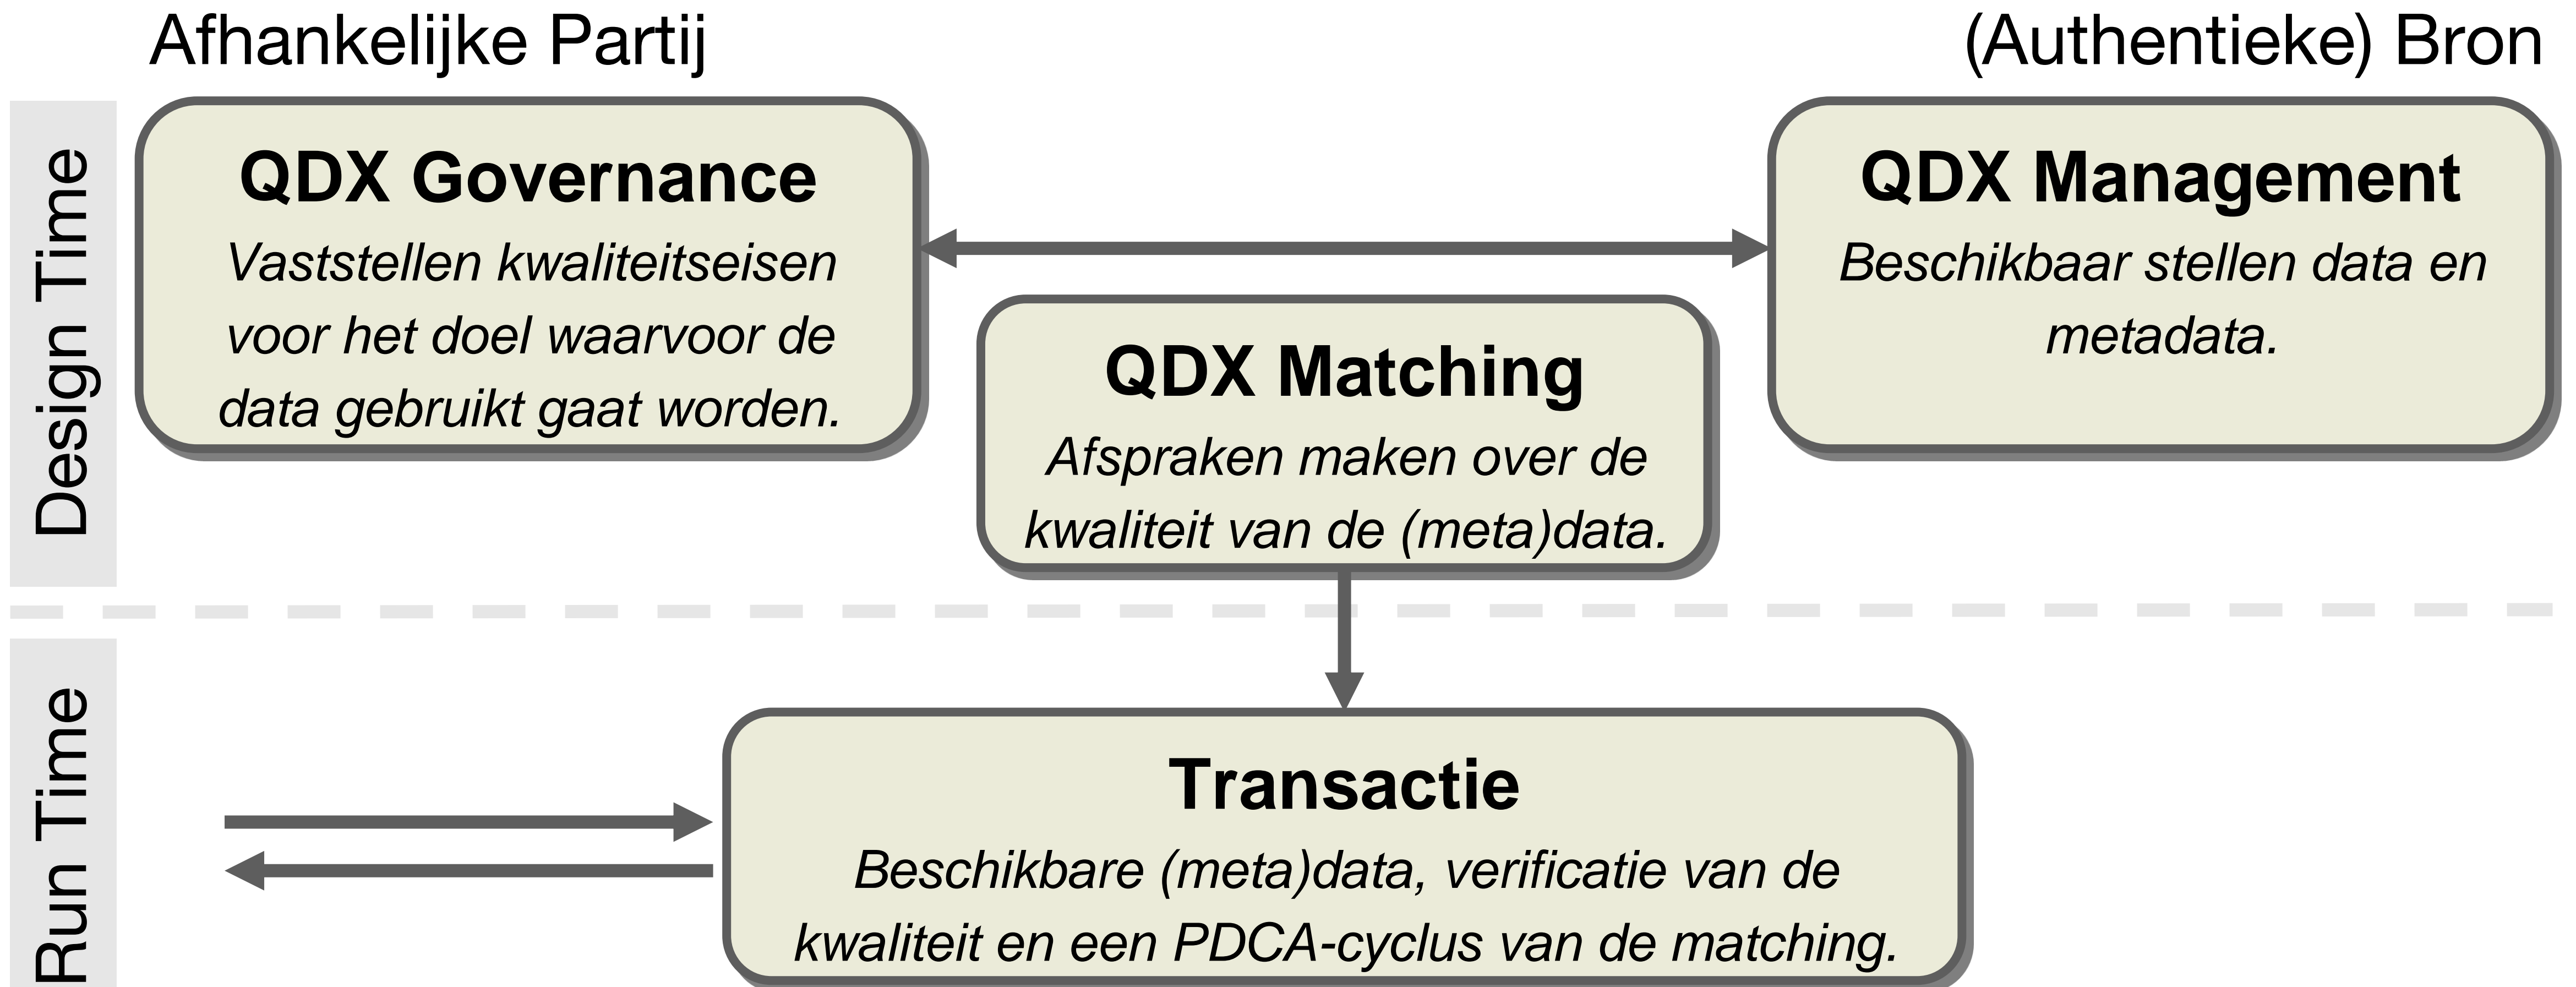 Afhankelijke Partij
(Authentieke) Bron
Design Time
QDX Governance
Vaststellen kwaliteitseisen
voor het doel waarvoor de
data gebruikt gaat worden.
QDX Matching
Afspraken maken over de
kwaliteit van de (meta)data.
QDX Management
Beschikbaar stellen data en
metadata.
Run Time
Transactie
Beschikbare (meta)data, verificatie van de
kwaliteit en een PDCA-cyclus van de matching.